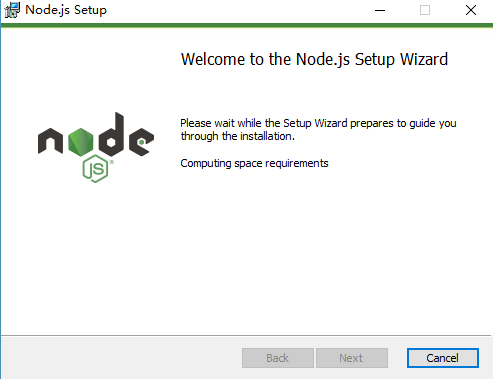 Node.js Setup
Welcome to the Node.js Setup Wizard
Please wait while the Setup Wizard prepares to guide you
through the installation.
node
JS
Computing space requirements
Back
Next
Cancel